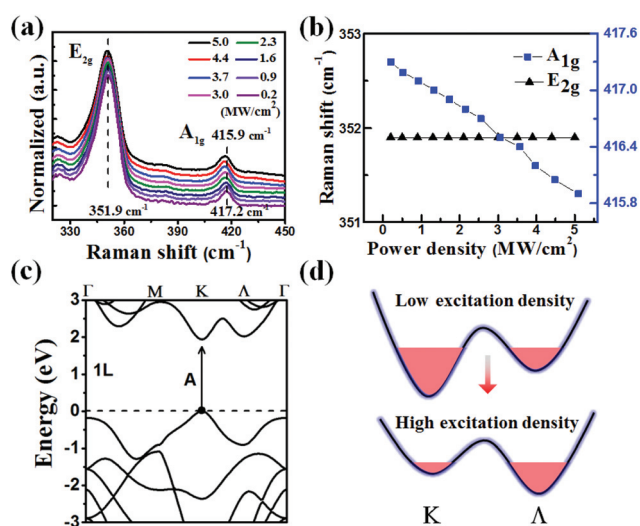 (a)
E2g
5.0 2.3
4.4 1.6
3.7 0.9
3.0 0.2
(MW/cm²)
A1g
415.9 cm⁻¹
351.9 cm⁻¹
417.2 cm⁻¹
Normalized (a.u.)
320 360 400 450
Raman shift (cm⁻¹)
(b)
353
352
351
Raman shift (cm⁻¹)
A1g
E2g
417.6
417.0
416.4
415.8
0 1 2 3 4 5
Power density (MW/cm²)
(c)
Γ M K Λ Γ
3
2
1
0
-1
-2
-3
Energy (eV)
1L
A
(d)
Low excitation density
High excitation density
K Λ